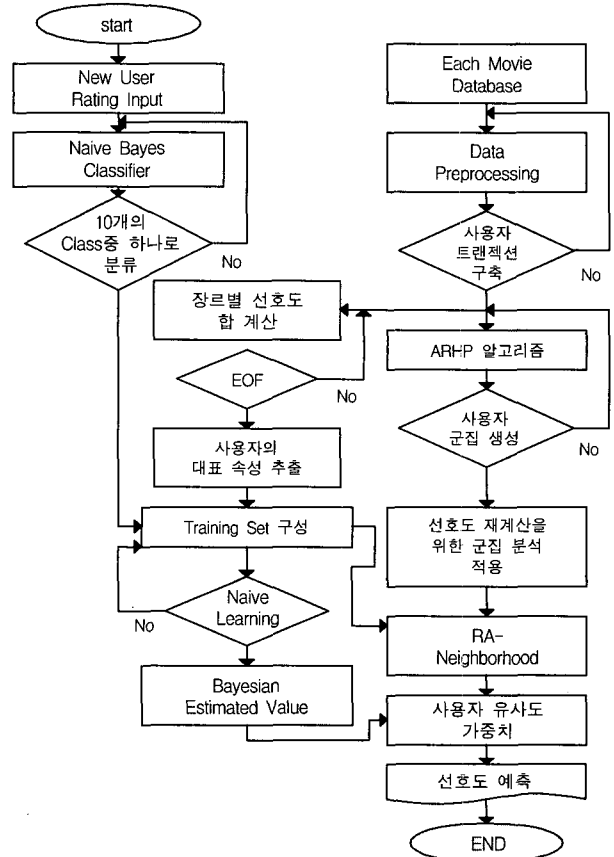 start
New User
Rating Input
Naive Bayes
Classifier
10개의
Class중 하나로
분류
No
Each Movie
Database
Data
Preprocessing
사용자
트랜잭션
구축
No
장르별 선호도
합 계산
EOF
No
사용자의
대표 속성 추출
Training Set 구성
Naive
Learning
No
Bayesian
Estimated Value
ARHP 알고리즘
사용자
군집 생성
No
선호도 재계산을
위한 군집 분석
적용
RA-
Neighborhood
사용자 유사도
가중치
선호도 예측
END